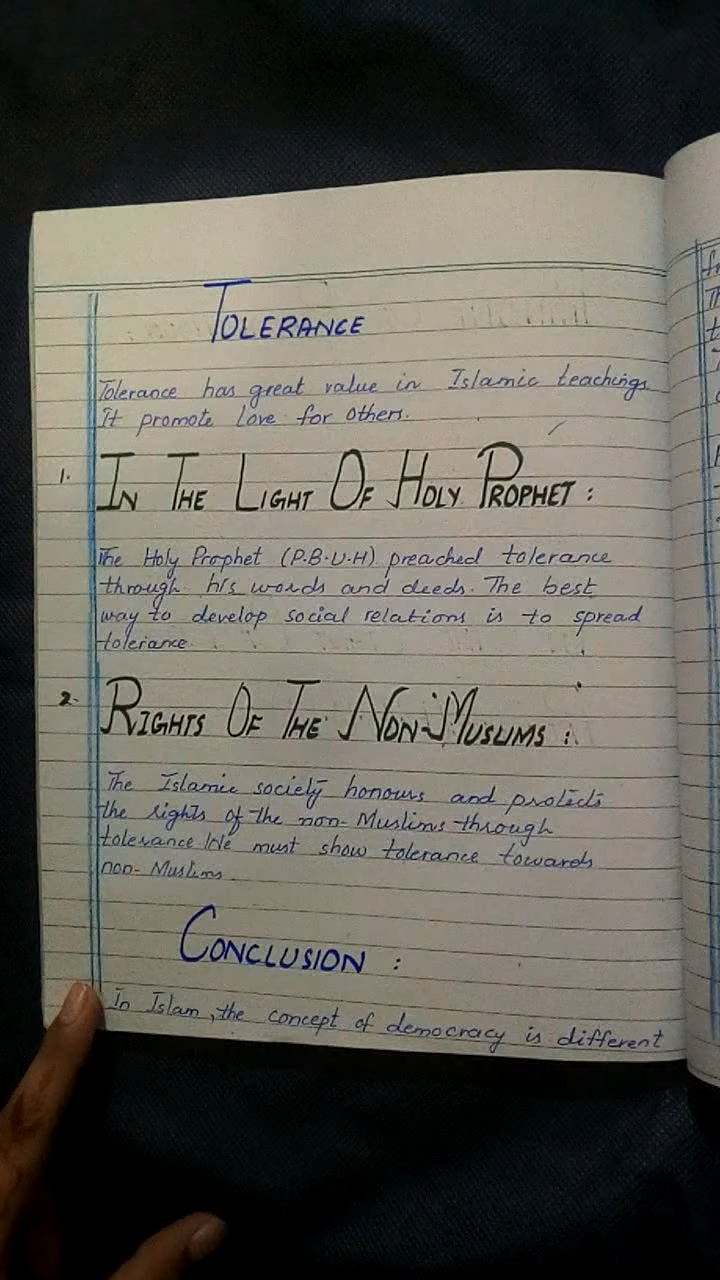 TOLERANCE
Tolerance has great value in Islamic teachings.
It promote love for others.
1. IN THE LIGHT OF HOLY PROPHET :
The Holy Prophet (P.B.U.H) preached tolerance
through his words and deeds. The best
way to develop social relations is to spread
tolerance.
2. RIGHTS OF THE NON-MUSLIMS :
The Islamic society honours and protects
the rights of the non-Muslims through
tolerance. We must show tolerance towards
non-Muslims.
CONCLUSION :
In Islam, the concept of democracy is different